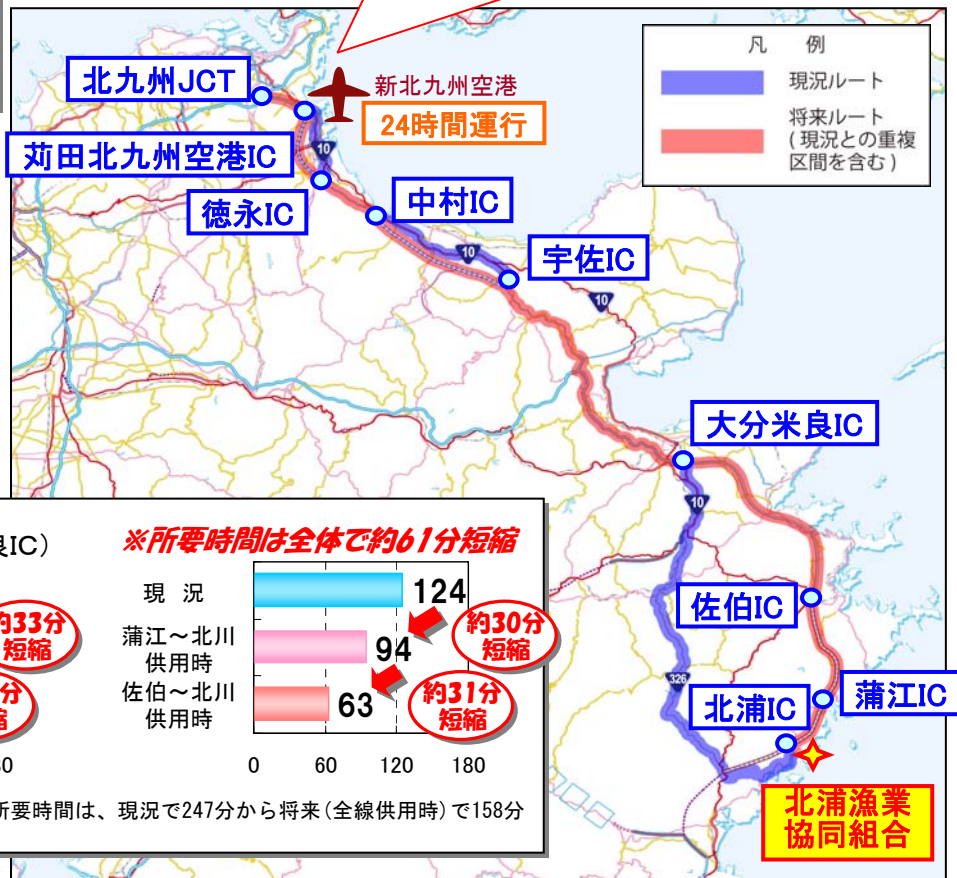 凡　例
現況ルート
将来ルート
(現況との重複
区間を含む)
北九州JCT
新北九州空港
24時間運行
苅田北九州空港IC
10
徳永IC
中村IC
10
宇佐IC
10
大分米良IC
10
佐伯IC
326
北浦IC
蒲江IC
北浦漁業
協同組合
良IC)
※所要時間は全体で約61分短縮
現　況
124
約33分
短縮
蒲江～北川
供用時
94
約30分
短縮
分
縮
佐伯～北川
供用時
63
約31分
短縮
80
0
60
120
180
所要時間は、現況で247分から将来(全線供用時)で158分